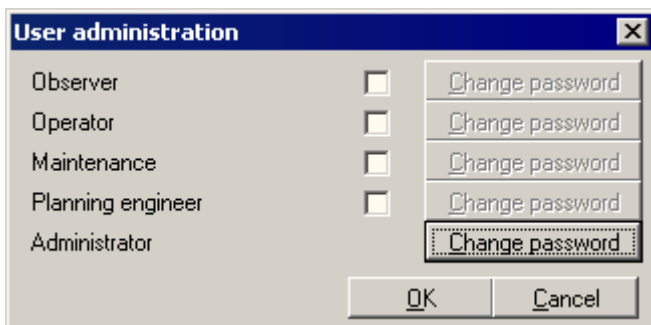 User administration
Observer Change password
Operator Change password
Maintenance Change password
Planning engineer Change password
Administrator Change password
OK Cancel